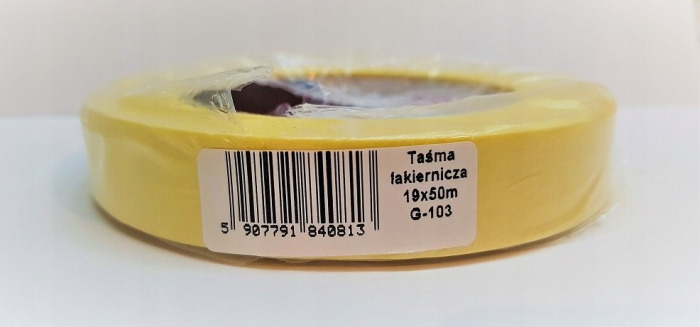 Taśma
lakiernicza
19x50m
G-103
5 907791 840813